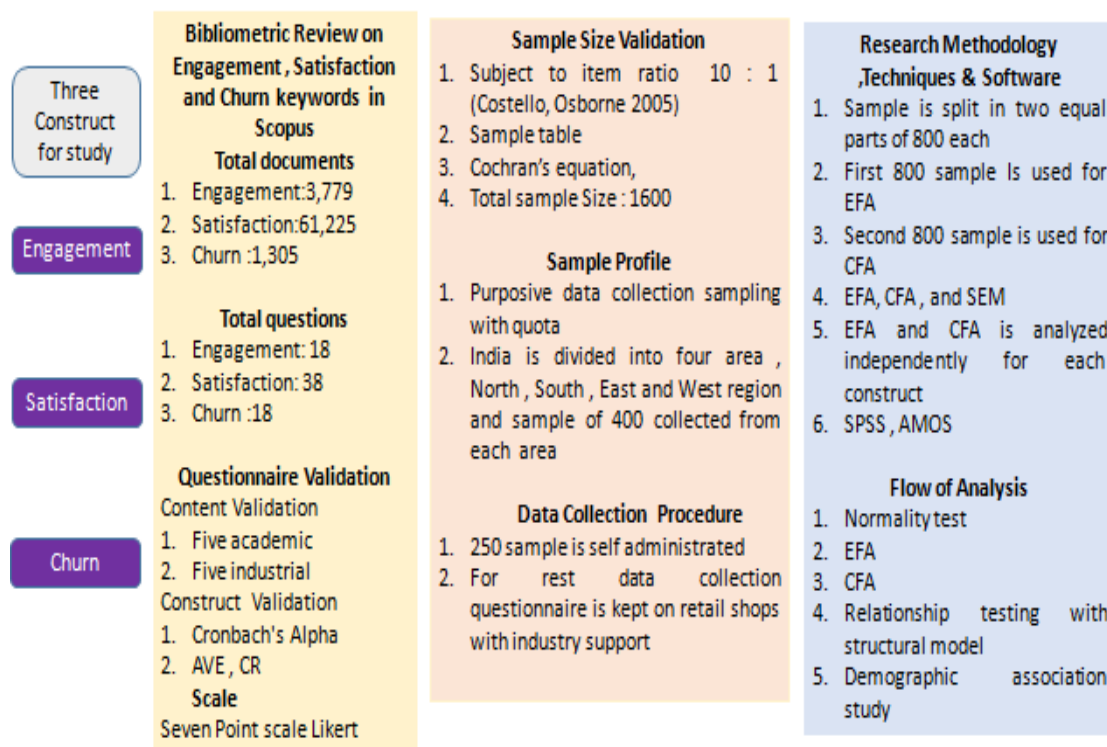 Three
Construct
for study
Engagement
Satisfaction
Churn
Bibliometric Review on
Engagement , Satisfaction
and Churn keywords in
Scopus
Total documents
1. Engagement:3,779
2. Satisfaction:61,225
3. Churn :1,305
Total questions
1. Engagement: 18
2. Satisfaction: 38
3. Churn :18
Questionnaire Validation
Content Validation
1. Five academic
2. Five industrial
Construct Validation
1. Cronbach's Alpha
2. AVE , CR
Scale
Seven Point scale Likert
Sample Size Validation
1. Subject to item ratio 10 : 1
(Costello, Osborne 2005)
2. Sample table
3. Cochran's equation,
4. Total sample Size : 1600
Sample Profile
1. Purposive data collection sampling
with quota
2. India is divided into four area ,
North , South , East and West region
and sample of 400 collected from
each area
Data Collection Procedure
1. 250 sample is self administrated
2. For rest data collection
questionnaire is kept on retail shops
with industry support
Research Methodology
,Techniques & Software
1. Sample is split in two equal
parts of 800 each
2. First 800 sample Is used for
EFA
3. Second 800 sample is used for
CFA
4. EFA, CFA , and SEM
5. EFA and CFA is analyzed
independently for each
construct
6. SPSS , AMOS
Flow of Analysis
1. Normality test
2. EFA
3. CFA
4. Relationship testing with
structural model
5. Demographic association
study